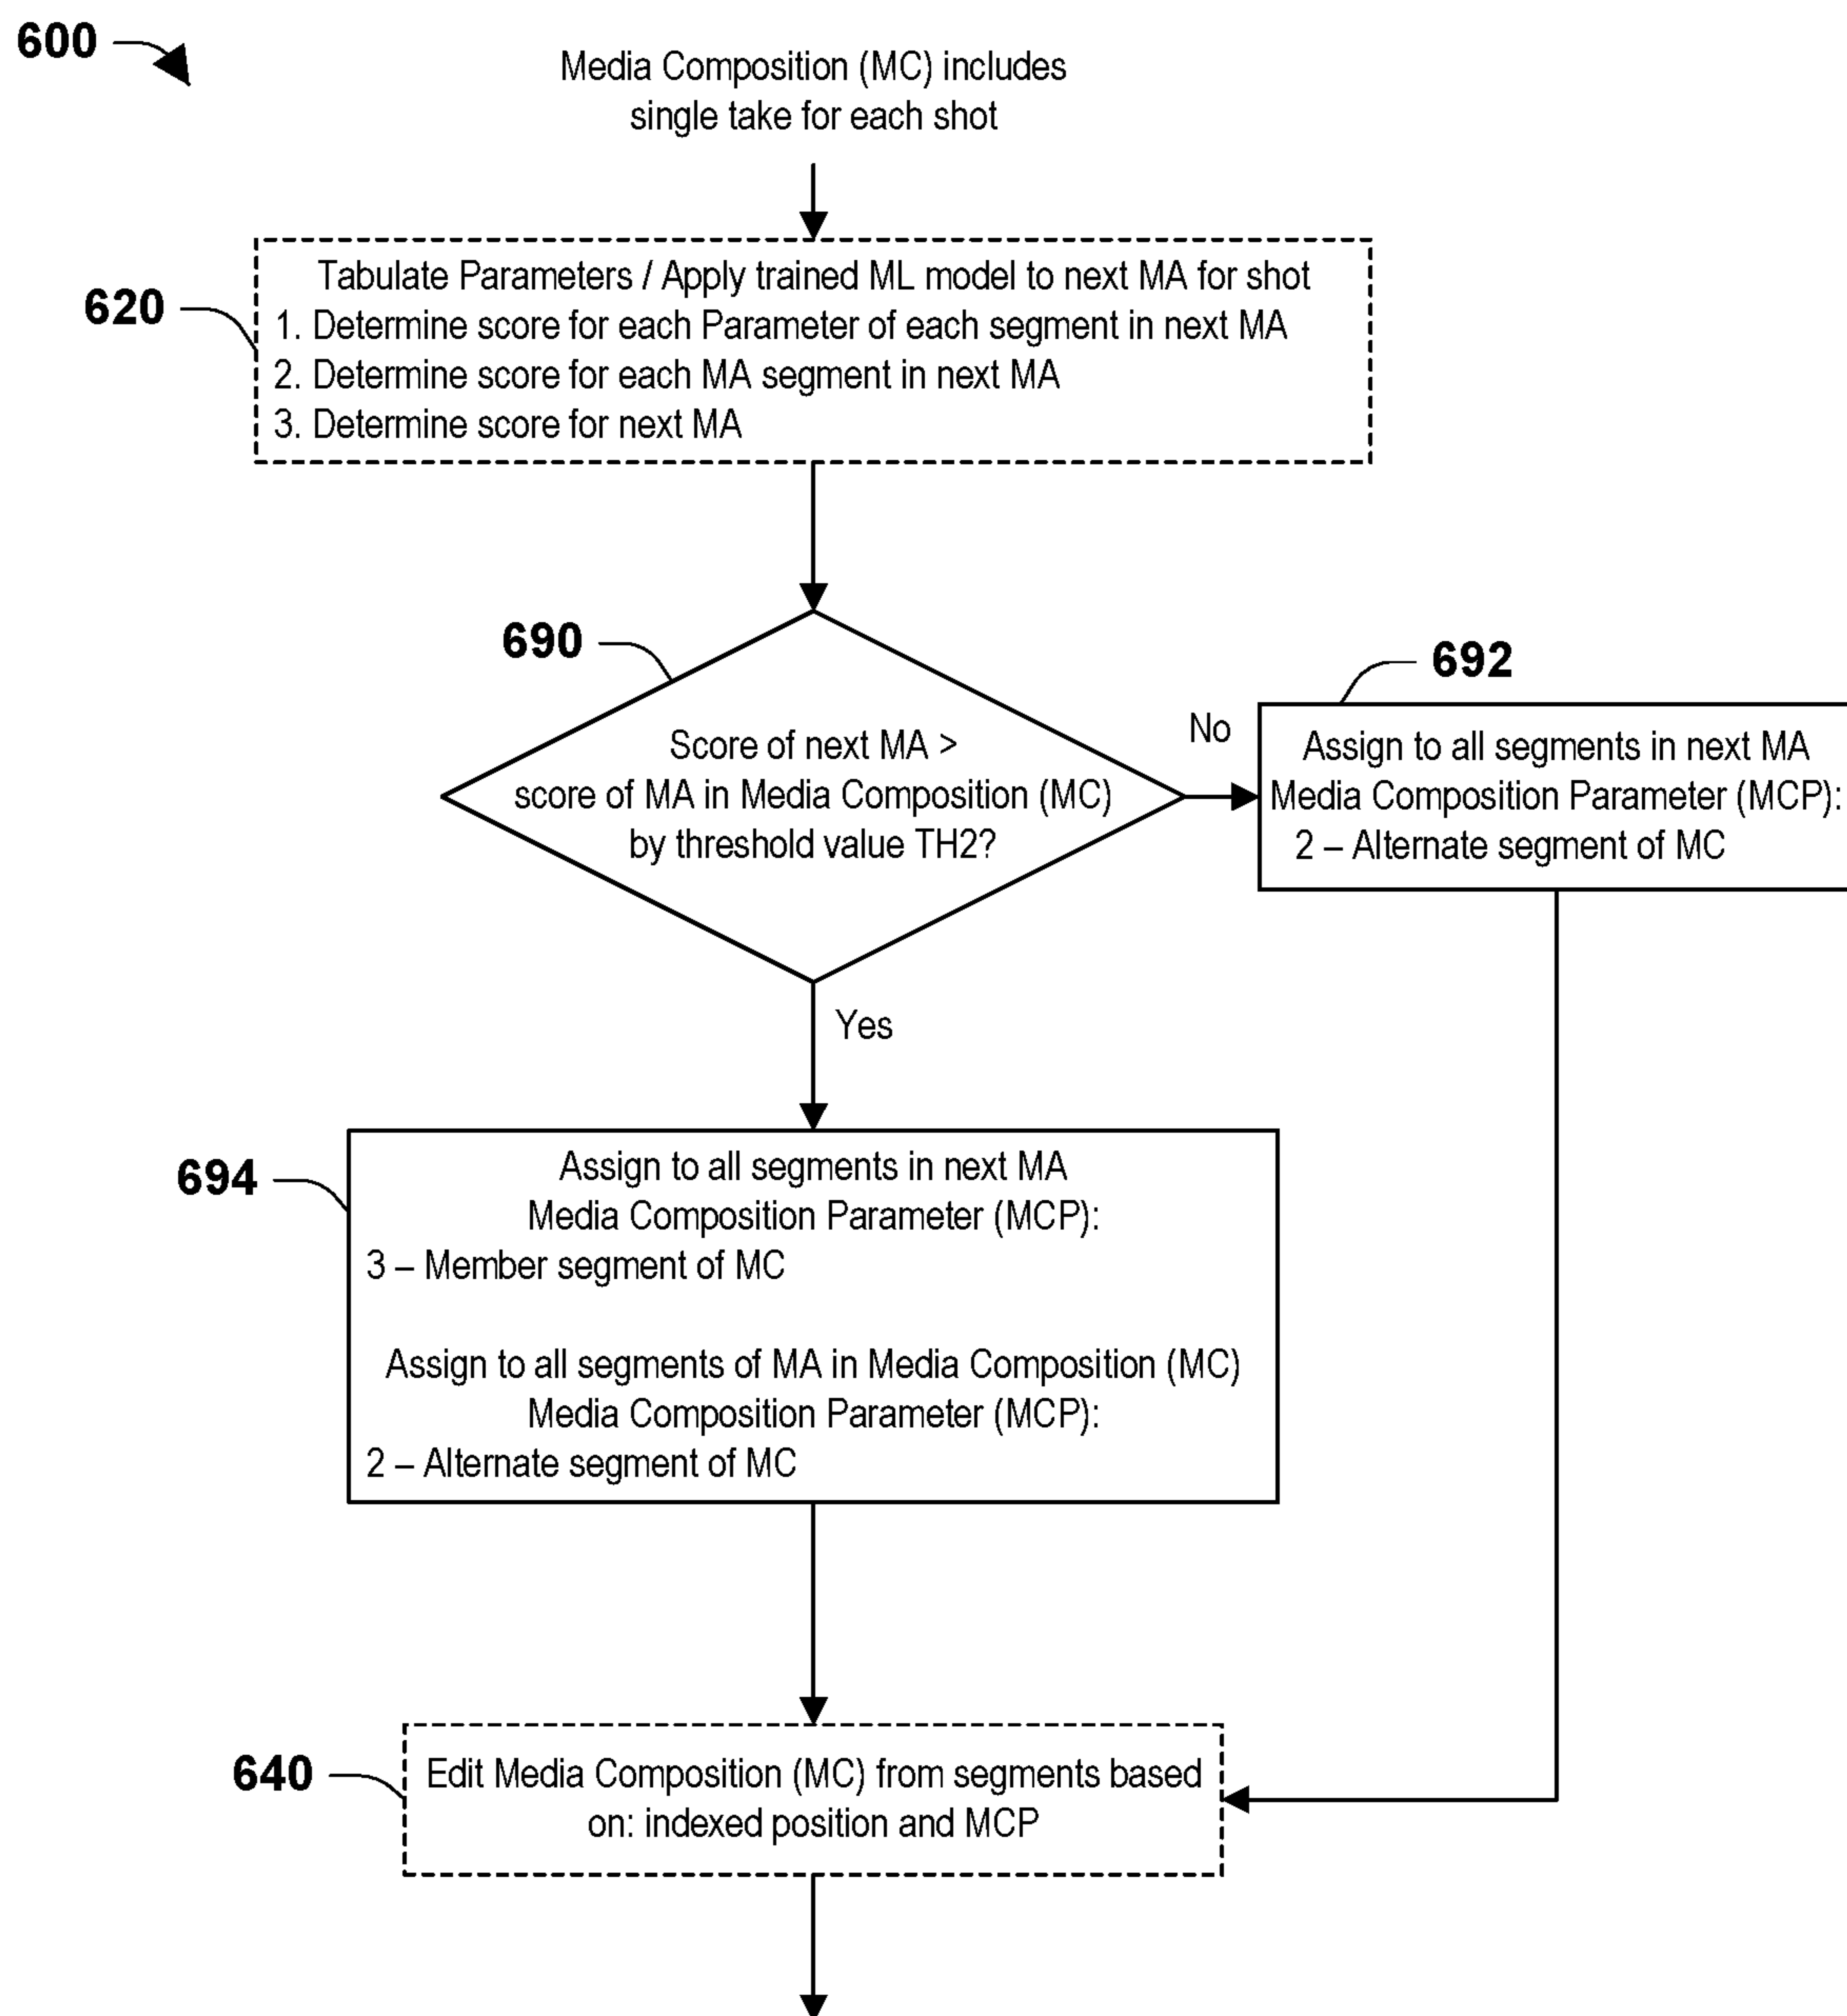 600
Media Composition (MC) includes
single take for each shot
620
Tabulate Parameters / Apply trained ML model to next MA for shot
1. Determine score for each Parameter of each segment in next MA
2. Determine score for each MA segment in next MA
3. Determine score for next MA
690
Score of next MA >
score of MA in Media Composition (MC)
by threshold value TH2?
No
692
Assign to all segments in next MA
Media Composition Parameter (MCP):
2 – Alternate segment of MC
Yes
694
Assign to all segments in next MA
Media Composition Parameter (MCP):
3 – Member segment of MC
Assign to all segments of MA in Media Composition (MC)
Media Composition Parameter (MCP):
2 – Alternate segment of MC
640
Edit Media Composition (MC) from segments based
on: indexed position and MCP